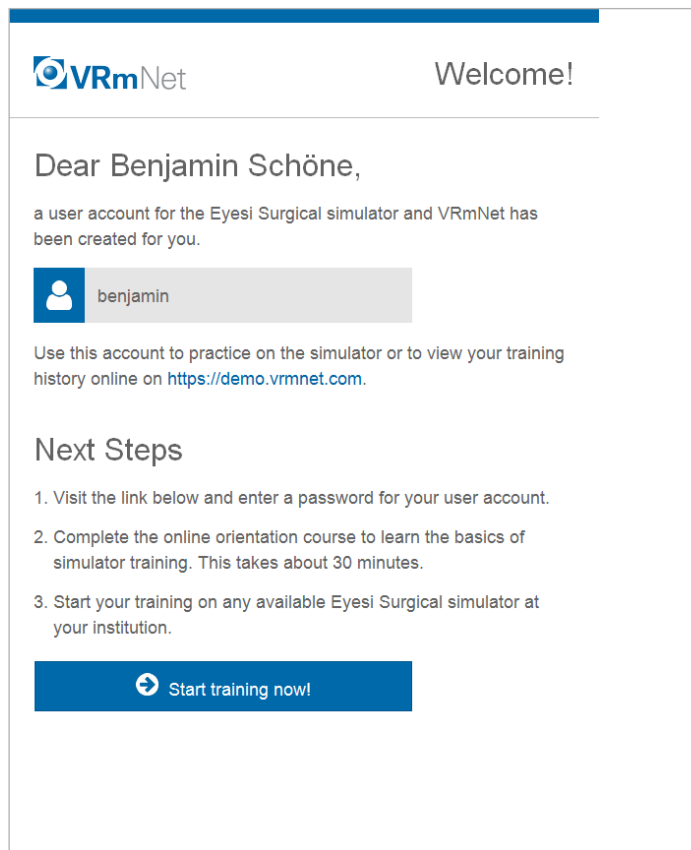 VRmNet
Welcome!
Dear Benjamin Schöne,
a user account for the Eyesi Surgical simulator and VRmNet has
been created for you.
benjamin
Use this account to practice on the simulator or to view your training
history online on https://demo.vrmnet.com.
Next Steps
1. Visit the link below and enter a password for your user account.
2. Complete the online orientation course to learn the basics of
simulator training. This takes about 30 minutes.
3. Start your training on any available Eyesi Surgical simulator at
your institution.
Start training now!